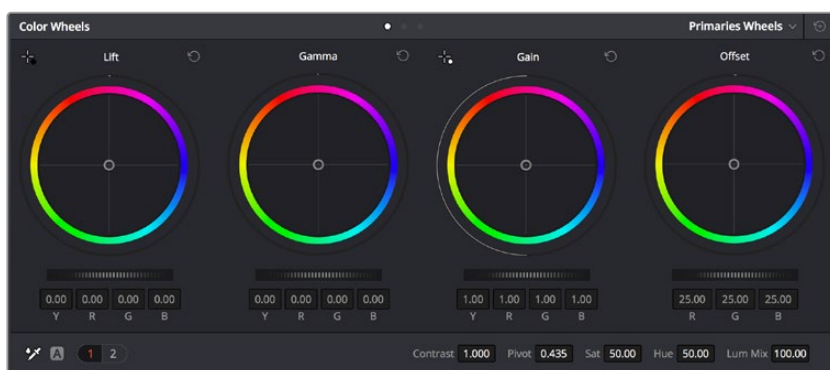 Color Wheels Primaries Wheels
Lift Gamma Gain Offset
0.00 0.00 0.00 0.00 0.00 0.00 0.00 0.00 1.00 1.00 1.00 1.00 25.00 25.00 25.00
Y R G B Y R G B Y R G B R G B
A 1 2 Contrast 1.000 Pivot 0.435 Sat 50.00 Hue 50.00 Lum Mix 100.00